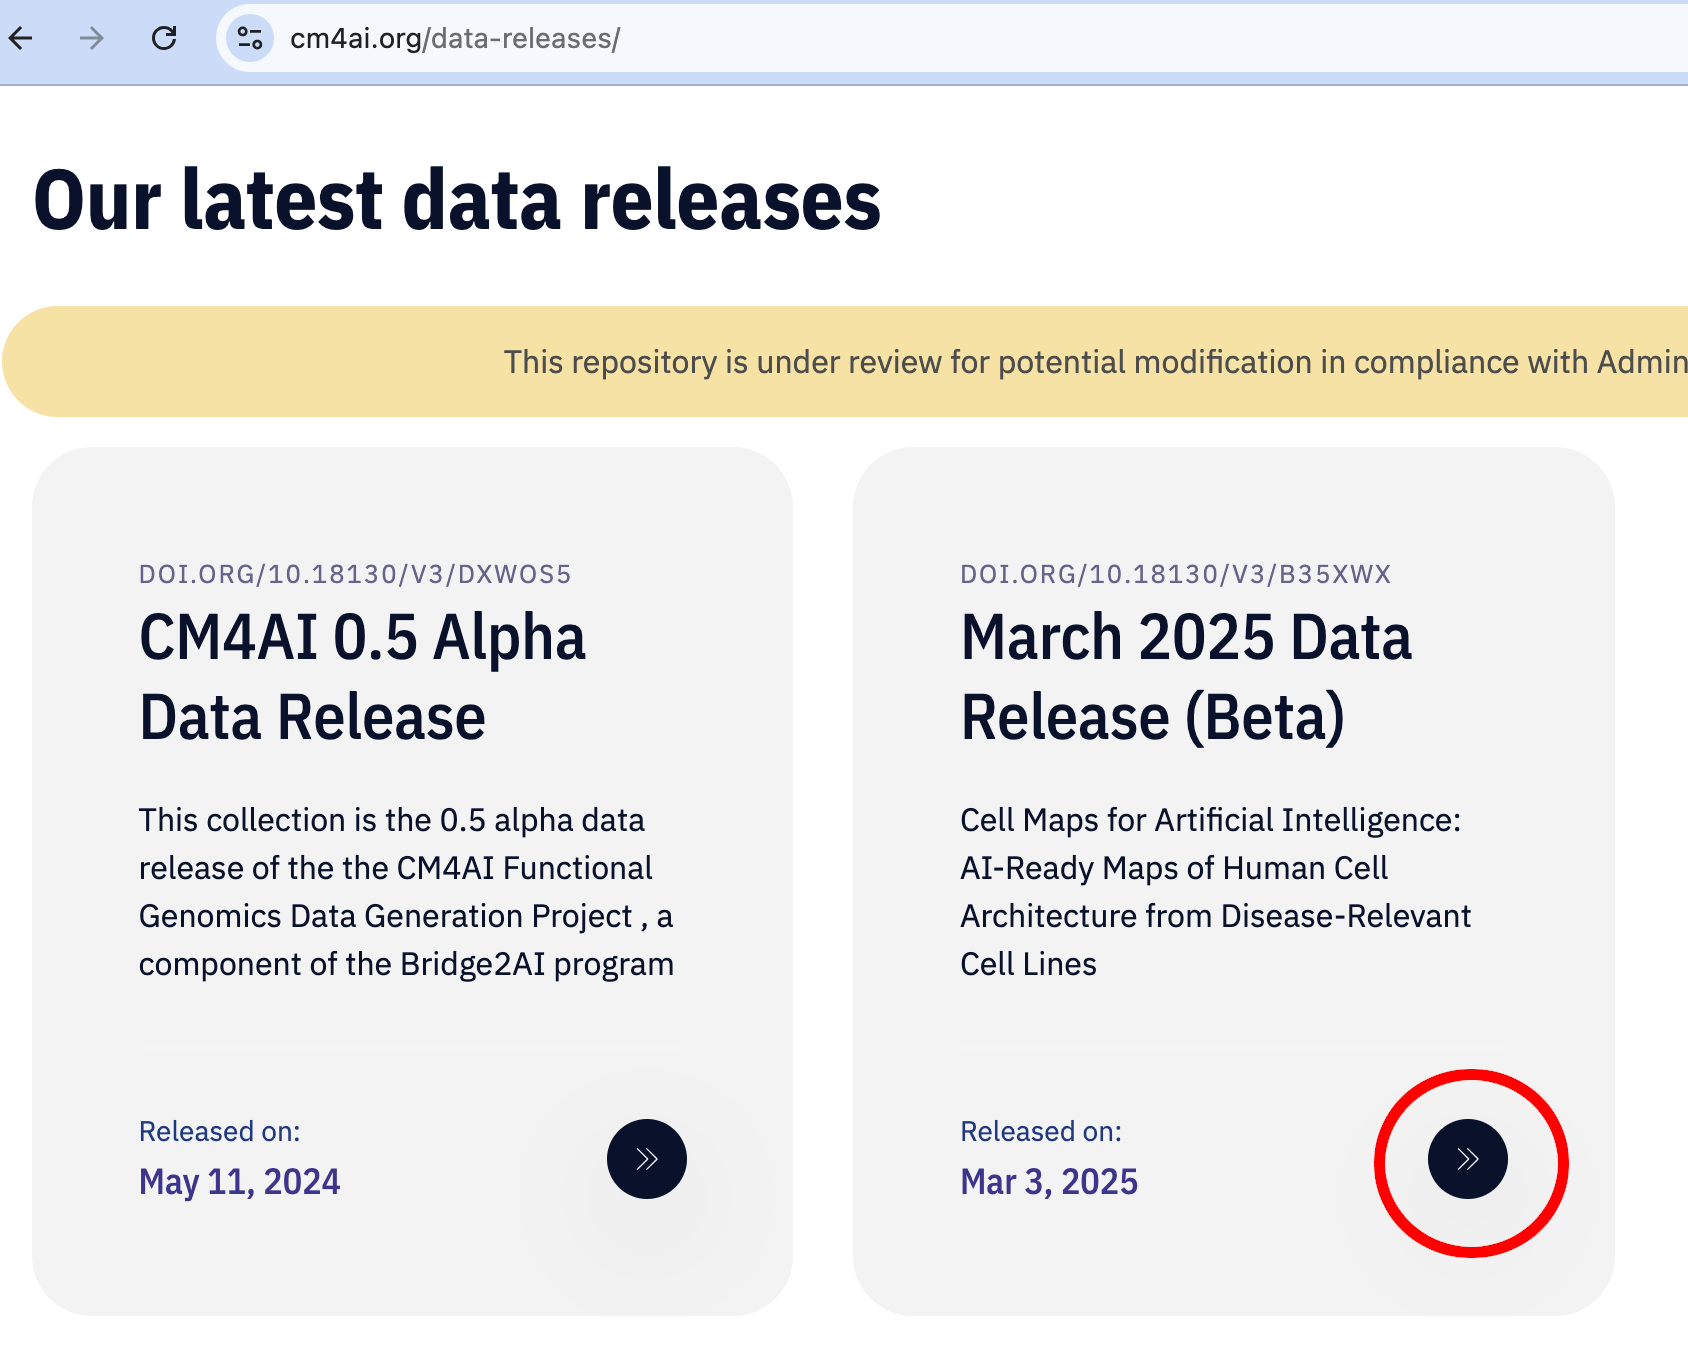 cm4ai.org/data-releases/
Our latest data releases
This repository is under review for potential modification in compliance with Admin
DOI.ORG/10.18130/V3/DXWOS5
CM4AI 0.5 Alpha
Data Release
This collection is the 0.5 alpha data
release of the the CM4AI Functional
Genomics Data Generation Project , a
component of the Bridge2AI program
Released on:
May 11, 2024
DOI.ORG/10.18130/V3/B35XWX
March 2025 Data
Release (Beta)
Cell Maps for Artificial Intelligence:
AI-Ready Maps of Human Cell
Architecture from Disease-Relevant
Cell Lines
Released on:
Mar 3, 2025